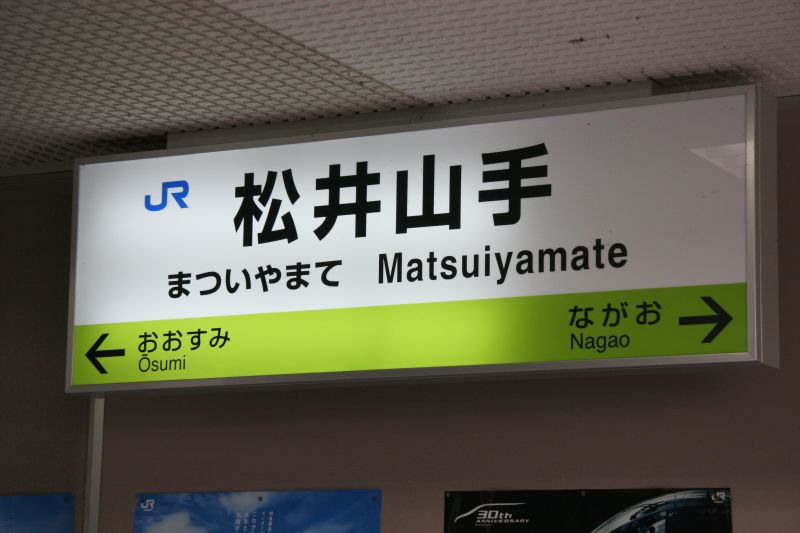 JR 松井山手
まついやまて Matsuiyamate
← おおすみ
Ōsumi
ながお →
Nagao
JR
30th
ANNIVERSARY
JR